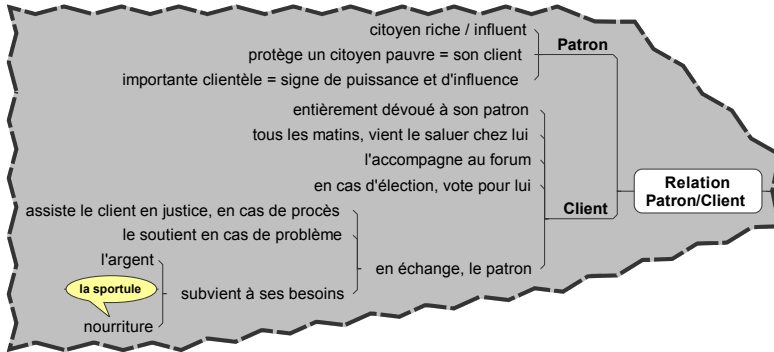 citoyen riche / influent
Patron
protège un citoyen pauvre = son client
importante clientèle = signe de puissance et d'influence
entièrement dévoué à son patron
tous les matins, vient le saluer chez lui
l'accompagne au forum
en cas d'élection, vote pour lui
Relation
Patron/Client
Client
assiste le client en justice, en cas de procès
le soutient en cas de problème
l'argent
en échange, le patron
la sportule
subvient à ses besoins
nourriture